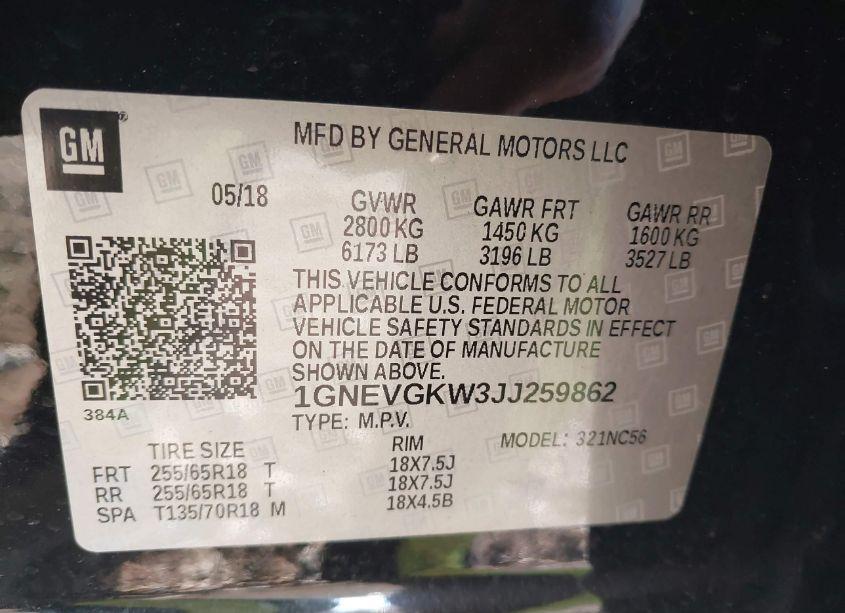 GM
MFD BY GENERAL MOTORS LLC
05/18
GVWR GAWR FRT GAWR RR
2800 KG 1450 KG 1600 KG
6173 LB 3196 LB 3527 LB
THIS VEHICLE CONFORMS TO ALL
APPLICABLE U.S. FEDERAL MOTOR
VEHICLE SAFETY STANDARDS IN EFFECT
ON THE DATE OF MANUFACTURE
SHOWN ABOVE.
1GNEVGKW3JJ259862
384A
TYPE: M.P.V.
MODEL: 321NC56
TIRE SIZE RIM
FRT 255/65R18 T 18X7.5J
RR 255/65R18 T 18X7.5J
SPA T135/70R18 M 18X4.5B